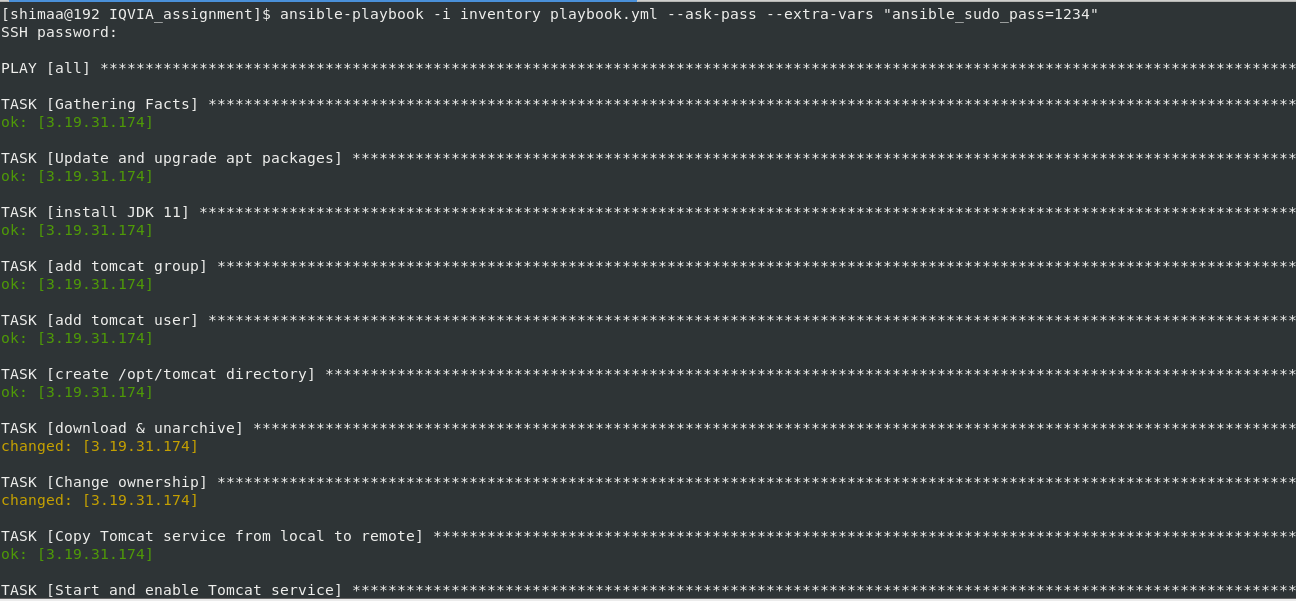 [shimaa@192 IQVIA_assignment]$ ansible-playbook -i inventory playbook.yml --ask-pass --extra-vars "ansible_sudo_pass=1234"
SSH password:
PLAY [all] *************************************************************************************************************************************
TASK [Gathering Facts] *************************************************************************************************************************
ok: [3.19.31.174]
TASK [Update and upgrade apt packages] *********************************************************************************************************
ok: [3.19.31.174]
TASK [install JDK 11] **************************************************************************************************************************
ok: [3.19.31.174]
TASK [add tomcat group] ************************************************************************************************************************
ok: [3.19.31.174]
TASK [add tomcat user] *************************************************************************************************************************
ok: [3.19.31.174]
TASK [create /opt/tomcat directory] ************************************************************************************************************
ok: [3.19.31.174]
TASK [download & unarchive] ********************************************************************************************************************
changed: [3.19.31.174]
TASK [Change ownership] ************************************************************************************************************************
changed: [3.19.31.174]
TASK [Copy Tomcat service from local to remote] ************************************************************************************************
ok: [3.19.31.174]
TASK [Start and enable Tomcat service] *********************************************************************************************************